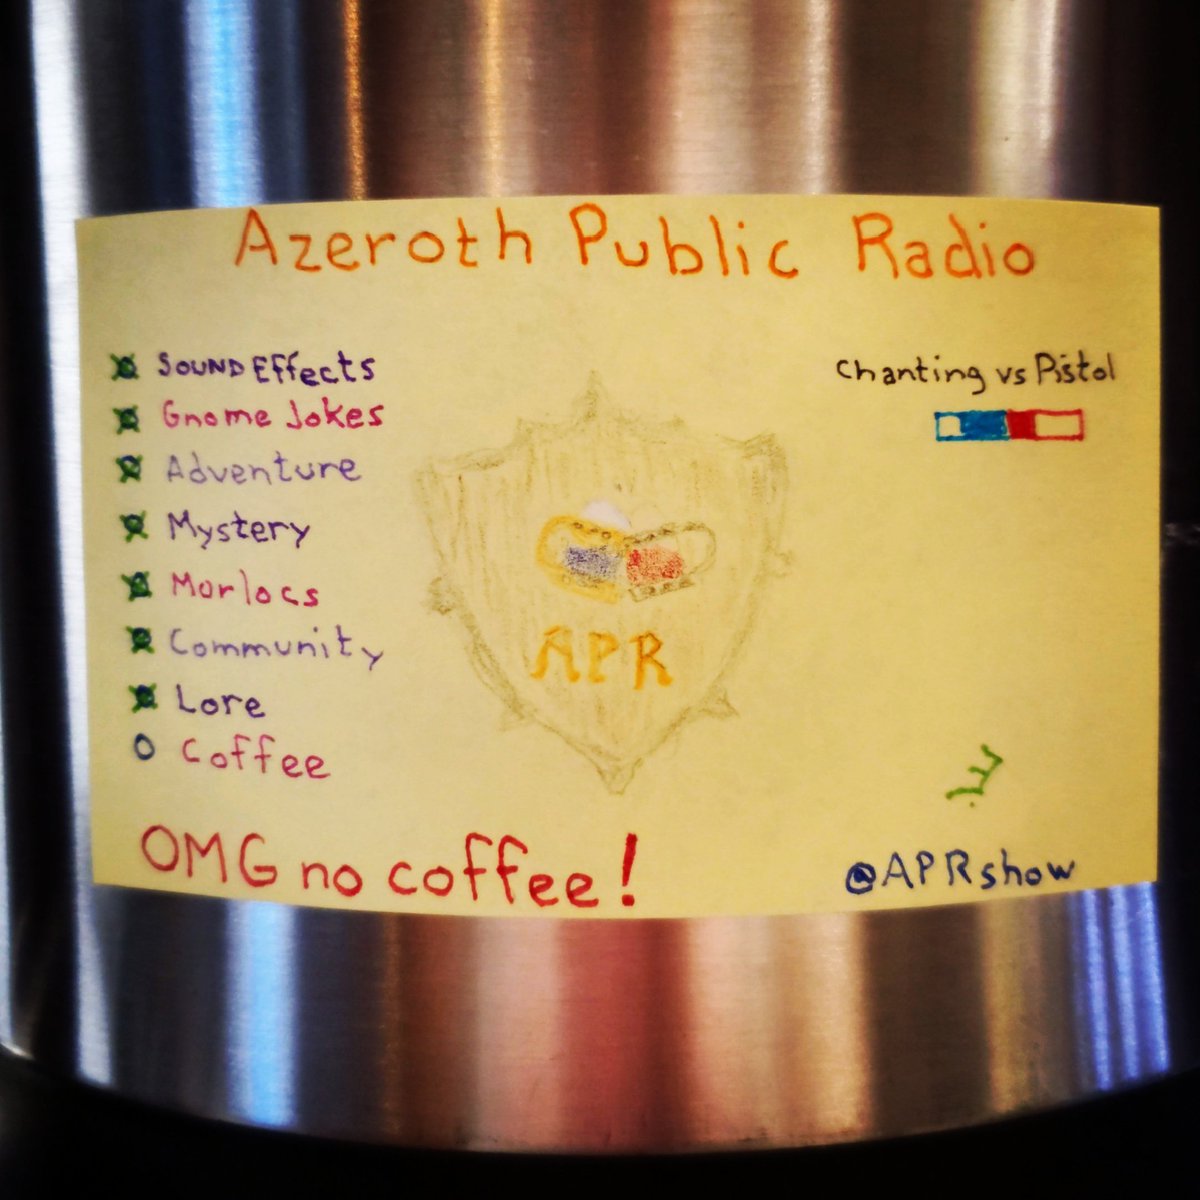 Azeroth Public Radio
SOUND Effects
Gnome Jokes
Adventure
Mystery
Morlocs
Community
Lore
Coffee
Chanting vs Pistol
APR
OMG no coffee!
@APRshow